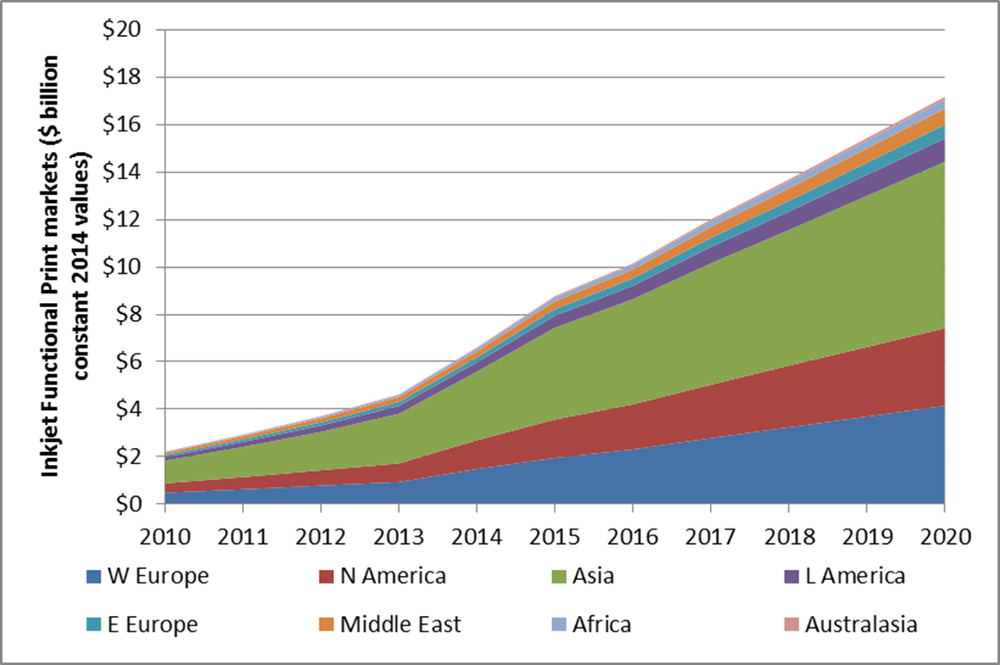 Inkjet Functional Print markets ($ billion
constant 2014 values)
$20
$18
$16
$14
$12
$10
$8
$6
$4
$2
$0
2010 2011 2012 2013 2014 2015 2016 2017 2018 2019 2020
W Europe N America Asia L America
E Europe Middle East Africa Australasia